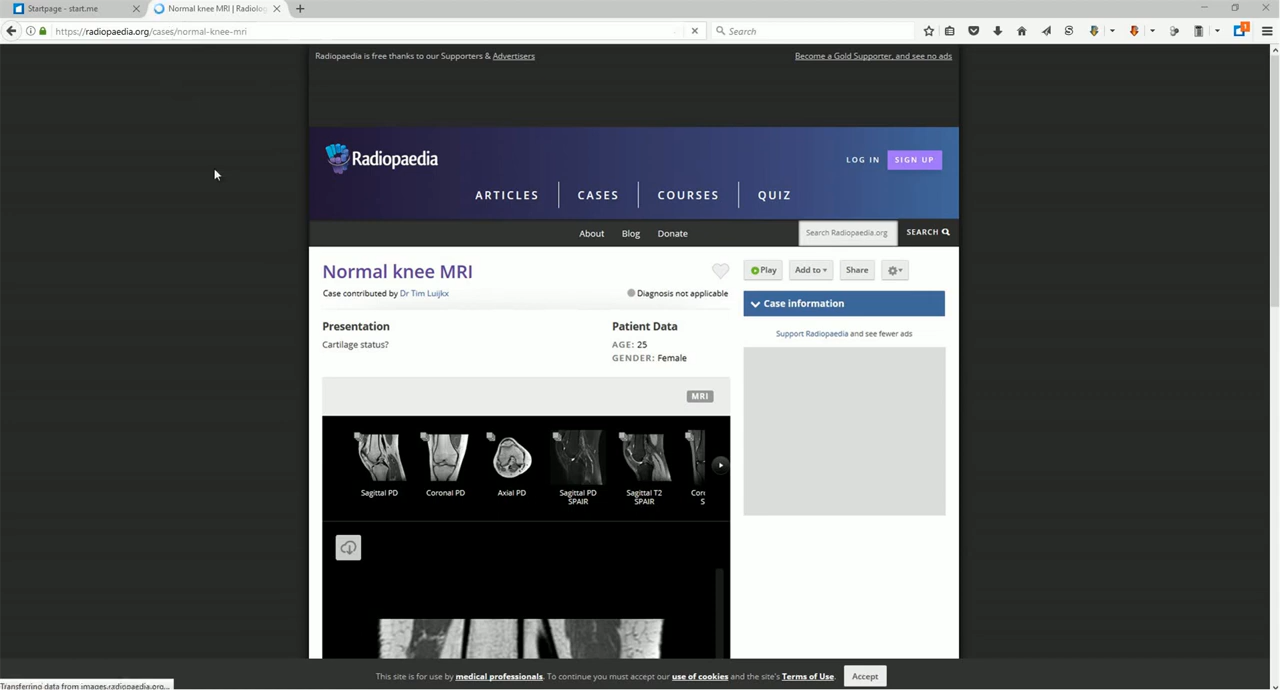 Startpage - start.me
Normal knee MRI | Radiolog
https://radiopaedia.org/cases/normal-knee-mri
Search
Radiopaedia is free thanks to our Supporters & Advertisers
Become a Gold Supporter, and see no ads
Radiopaedia
LOG IN
SIGN UP
ARTICLES
CASES
COURSES
QUIZ
About
Blog
Donate
Search Radiopaedia.org
SEARCH
Normal knee MRI
Case contributed by Dr Tim Luijkx
Diagnosis not applicable
Play
Add to
Share
Case information
Support Radiopaedia and see fewer ads
Presentation
Cartilage status?
Patient Data
AGE: 25
GENDER: Female
MRI
Sagittal PD
Coronal PD
Axial PD
Sagittal PD
SPAIR
Sagittal T2
SPAIR
Cor
S
This site is for use by medical professionals. To continue you must accept our use of cookies and the site's Terms of Use.
Accept
Transferring data from images.radiopaedia.org...